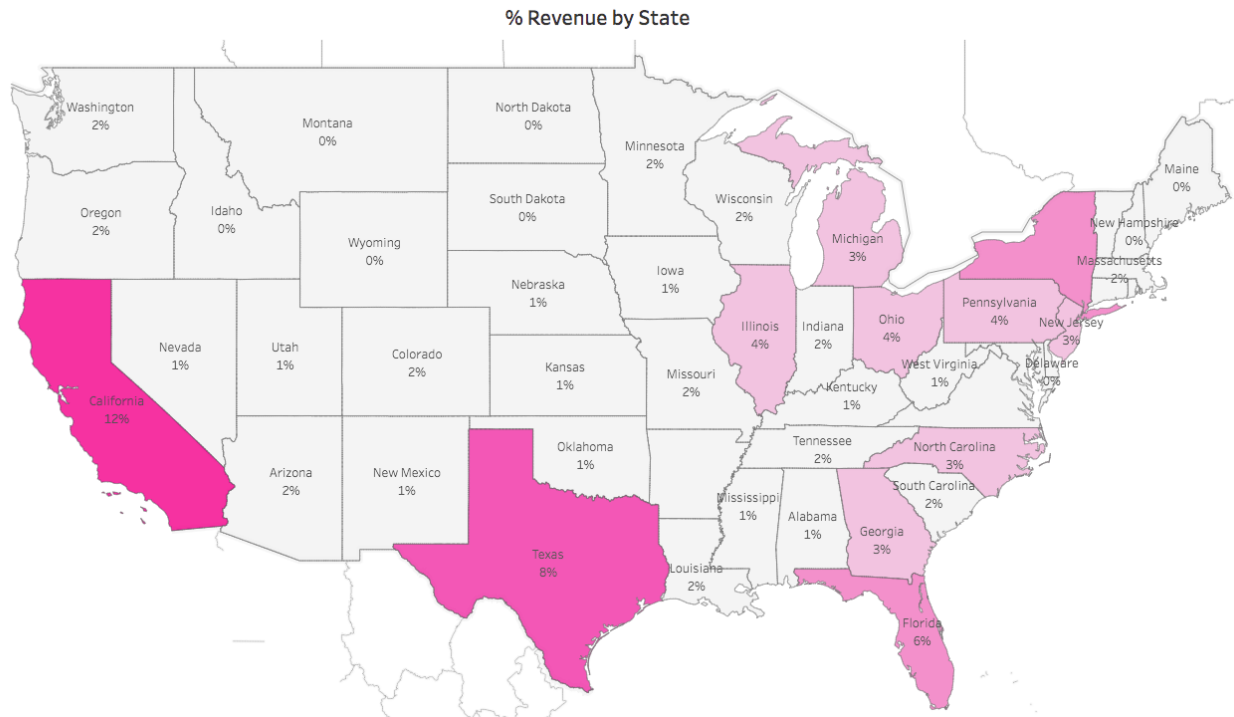 % Revenue by State
Washington
2%
Montana
0%
North Dakota
0%
Minnesota
2%
Maine
0%
Oregon
2%
Idaho
0%
Wyoming
0%
South Dakota
0%
Wisconsin
2%
Michigan
3%
New Hampshire
0%
Massachusetts
2%
Nebraska
1%
Iowa
1%
Pennsylvania
4%
New Jersey
3%
Nevada
1%
Utah
1%
Colorado
2%
Kansas
1%
Missouri
2%
Illinois
4%
Indiana
2%
Ohio
4%
West Virginia
1%
Delaware
0%
Kentucky
1%
California
12%
Arizona
2%
New Mexico
1%
Oklahoma
1%
Tennessee
2%
North Carolina
3%
South Carolina
2%
Mississippi
1%
Alabama
1%
Georgia
3%
Texas
8%
Louisiana
2%
Florida
6%